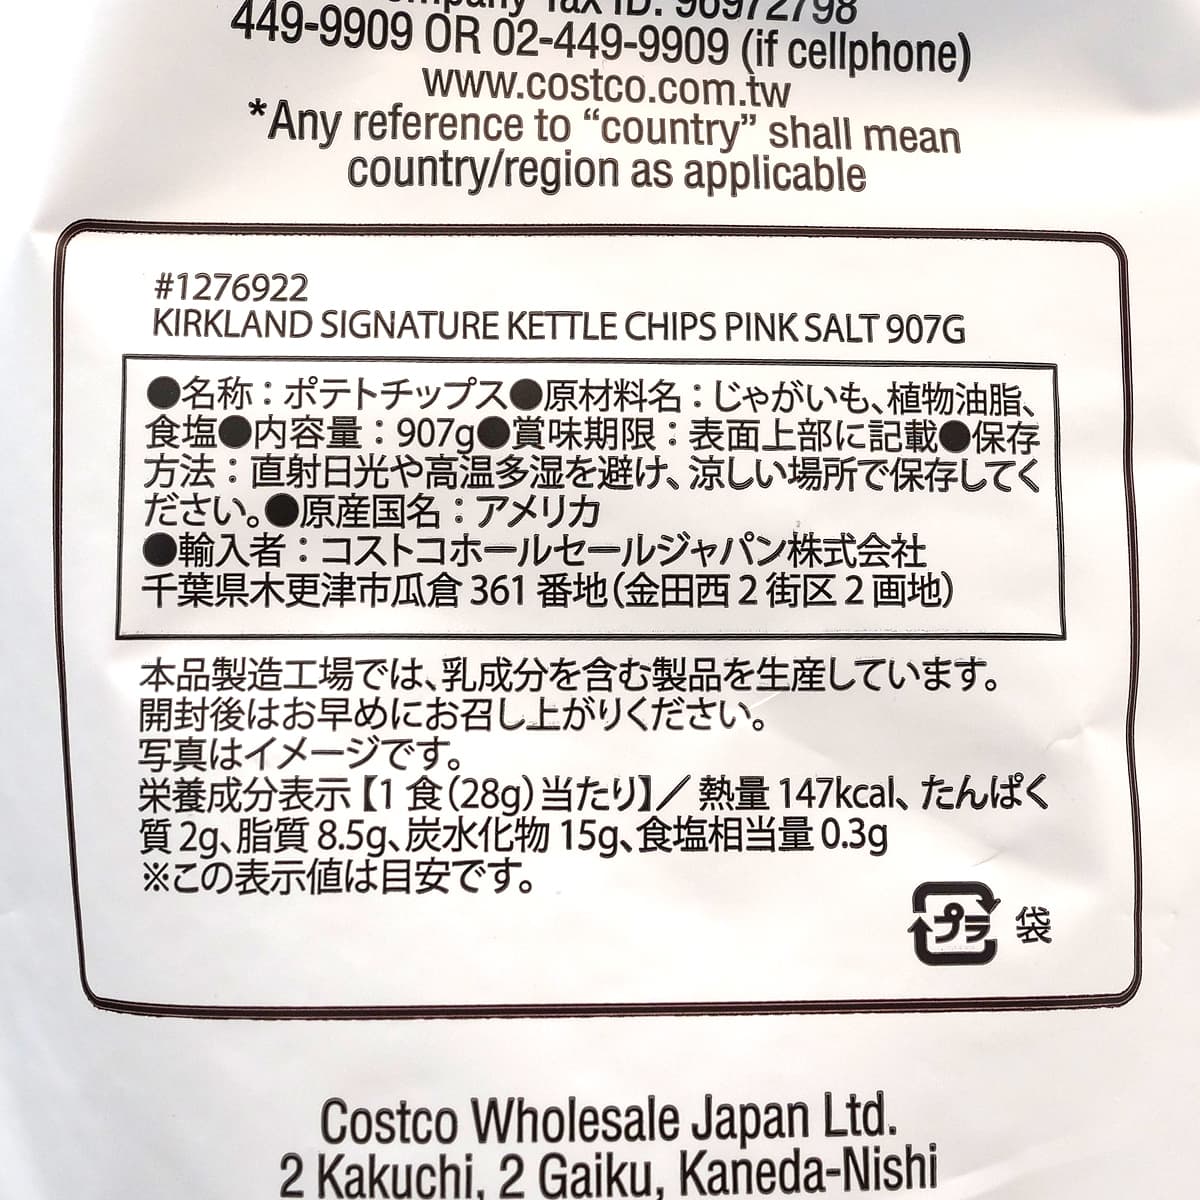 Tax ID: 96972798
449-9909 OR 02-449-9909 (if cellphone)
www.costco.com.tw
*Any reference to “country” shall mean
country/region as applicable
#1276922
KIRKLAND SIGNATURE KETTLE CHIPS PINK SALT 907G
●名称：ポテトチップス●原材料名：じゃがいも、植物油脂、
食塩●内容量：907g●賞味期限：表面上部に記載●保存
方法：直射日光や高温多湿を避け、涼しい場所で保存してく
ださい。●原産国名：アメリカ
●輸入者：コストコホールセールジャパン株式会社
千葉県木更津市瓜倉 361 番地（金田西 2 街区 2 画地）
本品製造工場では、乳成分を含む製品を生産しています。
開封後はお早めにお召し上がりください。
写真はイメージです。
栄養成分表示【1 食（28g）当たり】／ 熱量 147kcal、たんぱく
質 2g、脂質 8.5g、炭水化物 15g、食塩相当量 0.3g
※この表示値は目安です。
プラ 袋
Costco Wholesale Japan Ltd.
2 Kakuchi, 2 Gaiku, Kaneda-Nishi